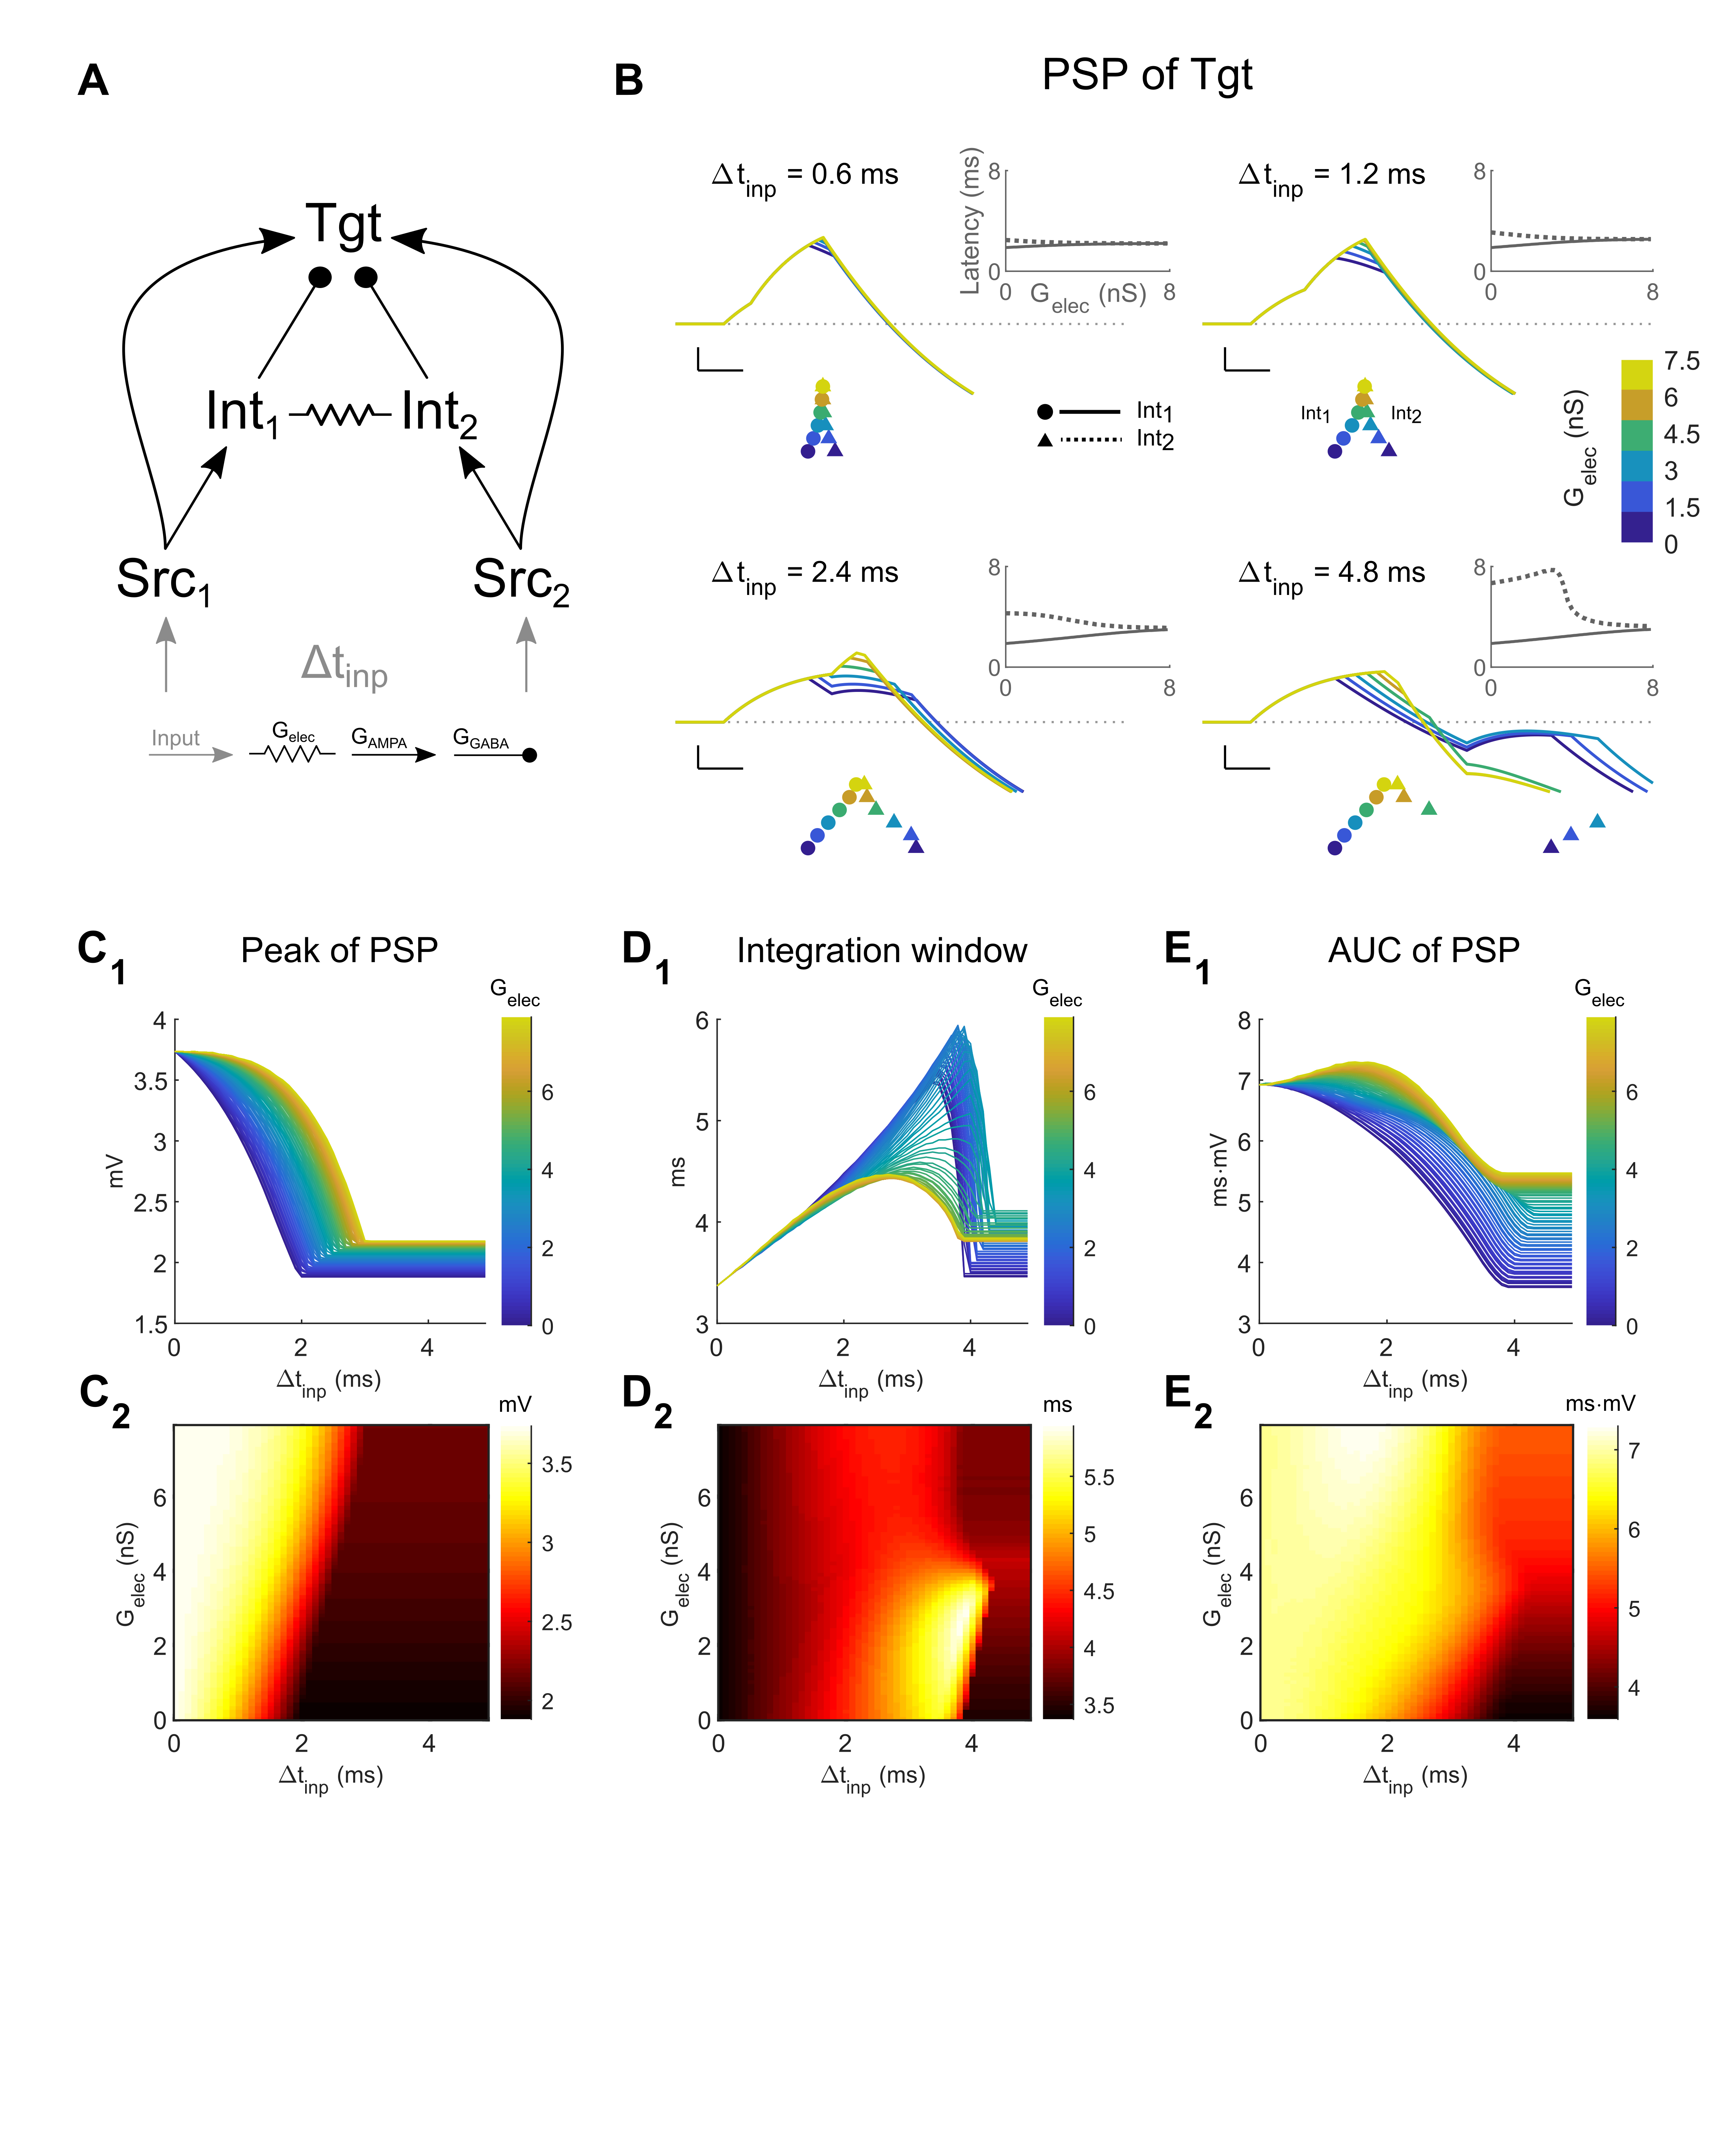 A
Tgt
Int1
Int2
Src1
Src2
Δtinp
Input
Gelec
GAMPA
GGABA
B
PSP of Tgt
Δtinp = 0.6 ms
Latency (ms)
8
0
0
Gelec (nS)
8
Δtinp = 1.2 ms
8
0
0
8
Int1
Int2
Int1
Int2
Gelec (nS)
7.5
6
4.5
3
1.5
0
Δtinp = 2.4 ms
8
0
0
8
Δtinp = 4.8 ms
8
0
0
8
C1
Peak of PSP
Gelec
4
3.5
3
2.5
2
1.5
mV
0
2
4
Δtinp (ms)
6
4
2
0
D1
Integration window
Gelec
6
5
4
3
ms
0
2
4
Δtinp (ms)
6
4
2
0
E1
AUC of PSP
Gelec
8
7
6
5
4
3
ms·mV
0
2
4
Δtinp (ms)
6
4
2
0
C2
mV
6
4
2
0
Gelec (nS)
0
2
4
Δtinp (ms)
3.5
3
2.5
2
D2
ms
6
4
2
0
Gelec (nS)
0
2
4
Δtinp (ms)
5.5
5
4.5
4
3.5
E2
ms·mV
6
4
2
0
Gelec (nS)
0
2
4
Δtinp (ms)
7
6
5
4